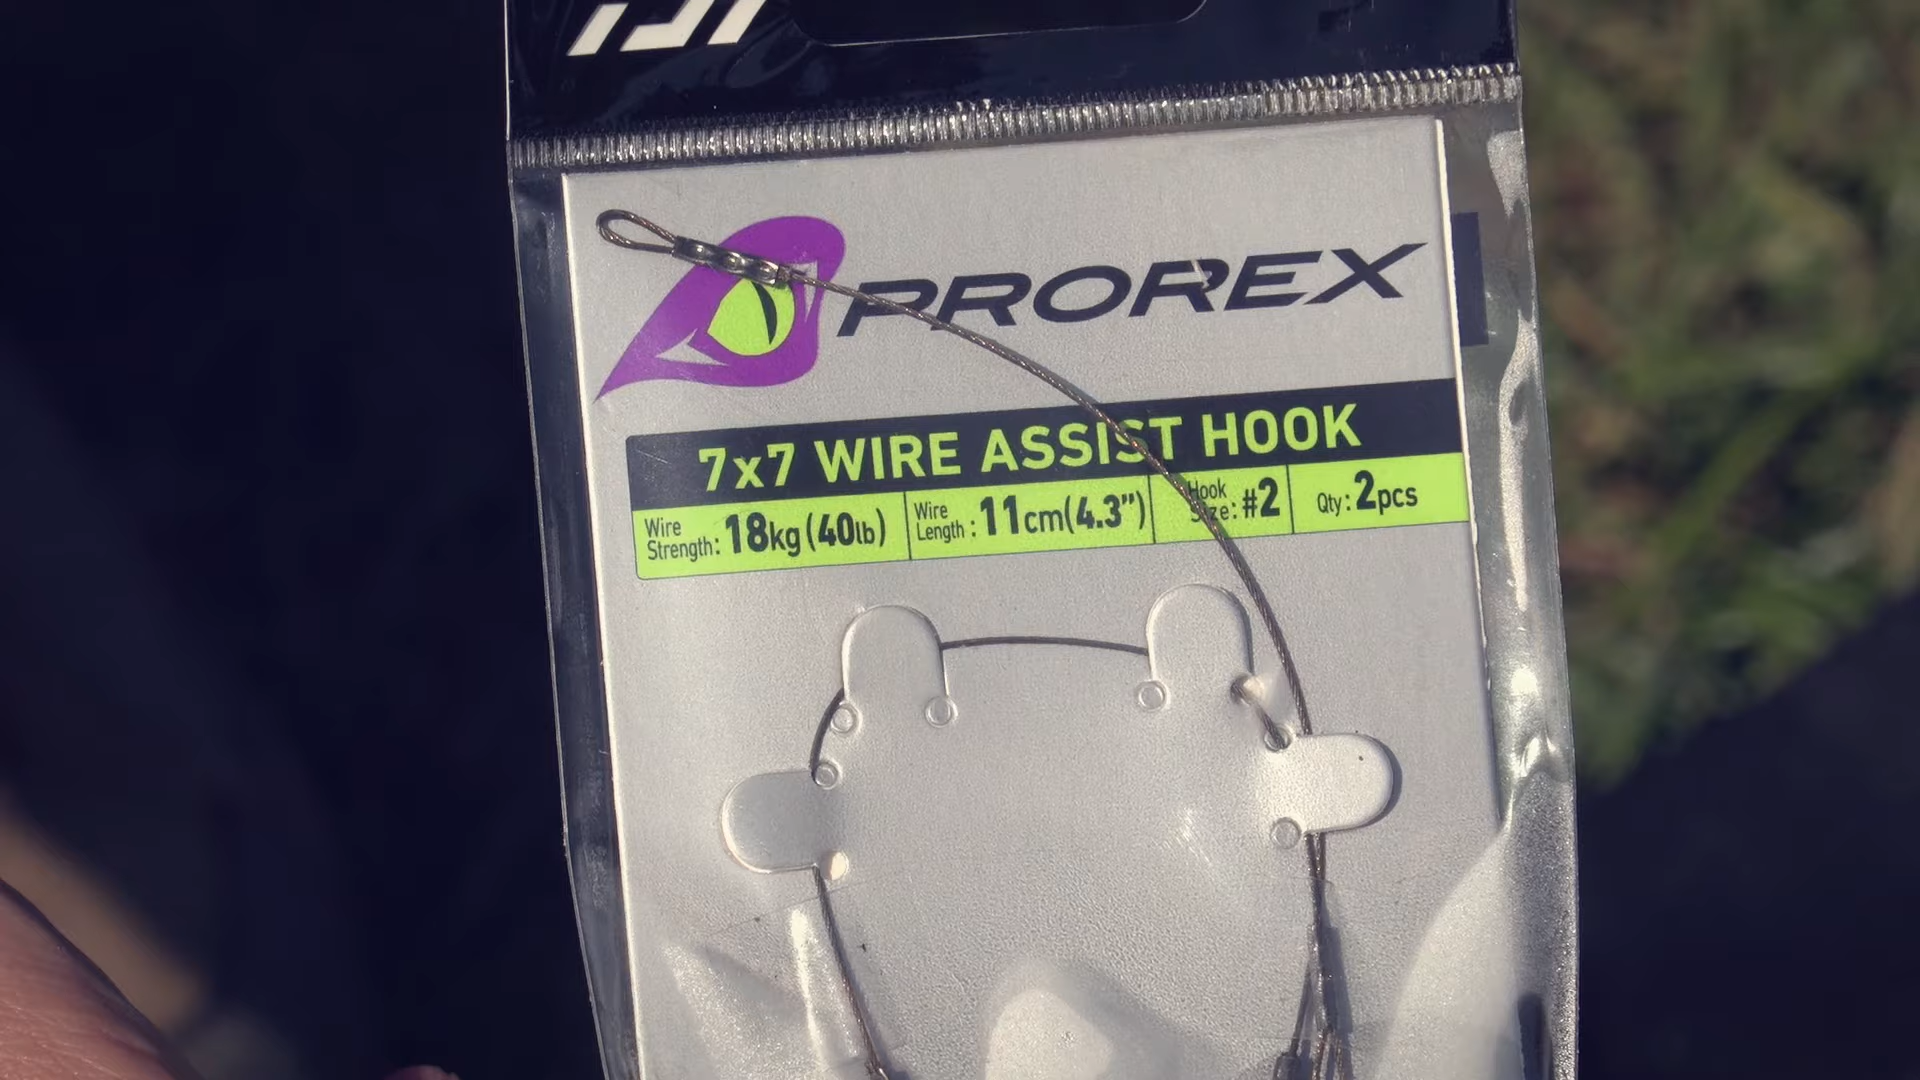 PROREX
7x7 WIRE ASSIST HOOK
Wire Strength: 18kg (40lb)
Wire Length: 11cm(4.3")
Hook Size: #2
Qty: 2pcs